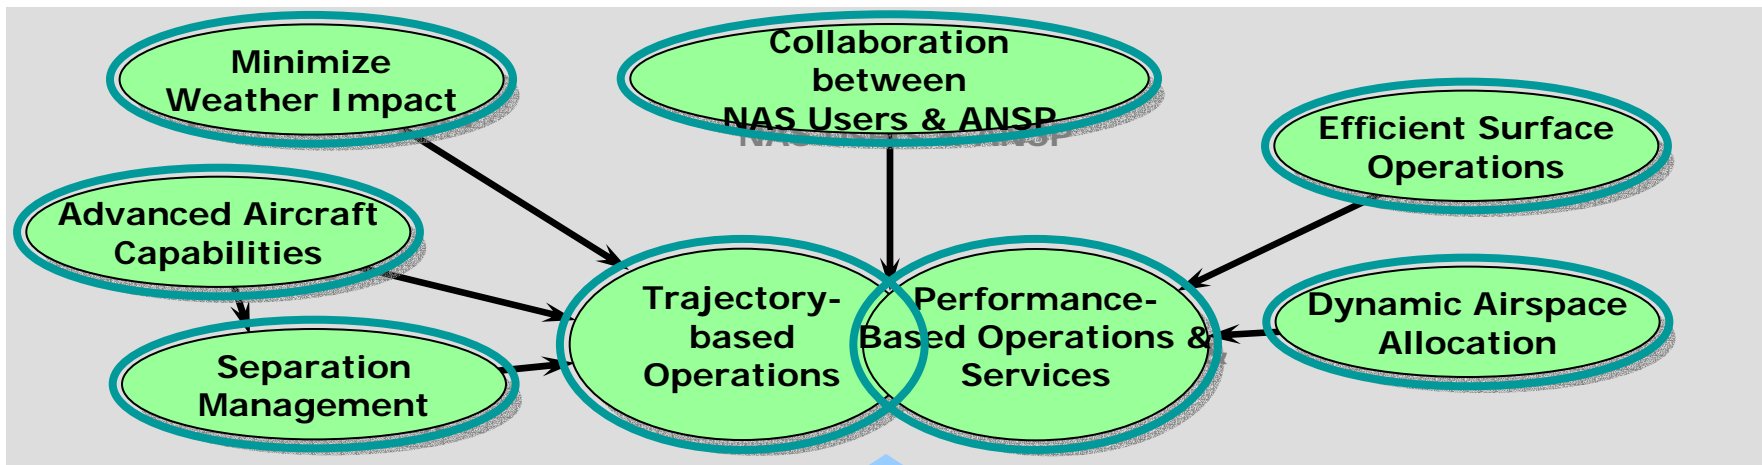 Minimize
Weather Impact
Collaboration
between
NAS Users & ANSP
Efficient Surface
Operations
Advanced Aircraft
Capabilities
Trajectory-
based
Operations
Performance-
Based Operations &
Services
Dynamic Airspace
Allocation
Separation
Management